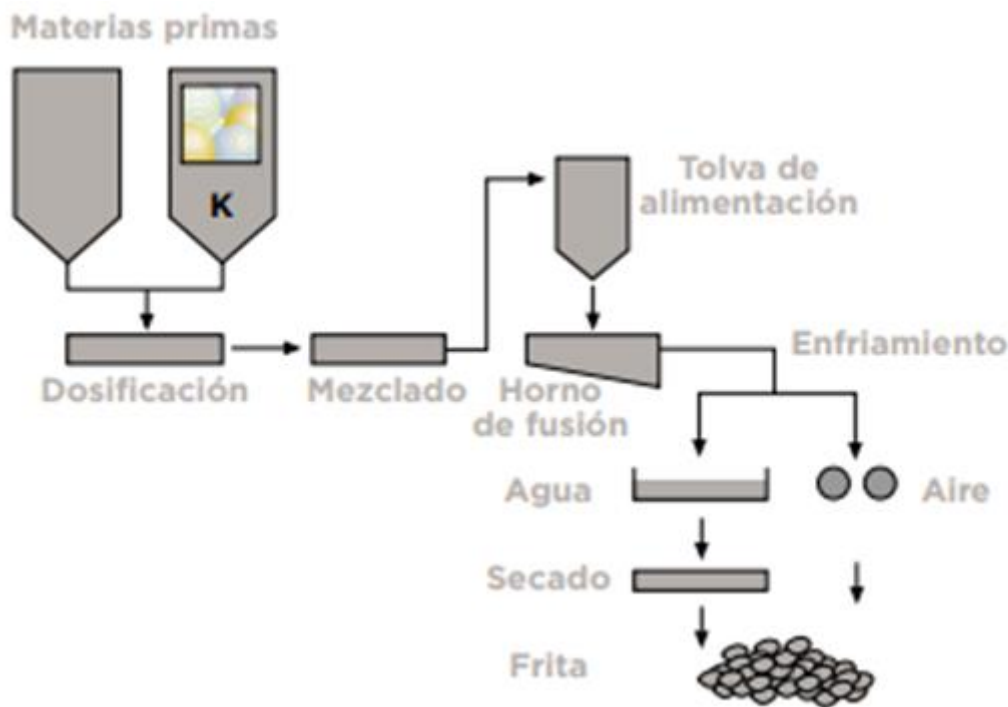 Materias primas
K
Tolva de
alimentación
Dosificación
Mezclado
Horno
de fusión
Enfriamiento
Agua
Aire
Secado
Frita